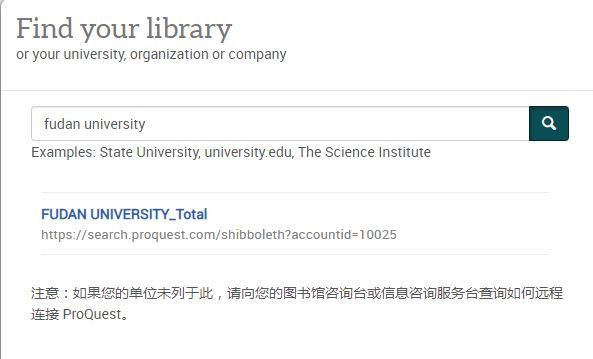 Find your library
or your university, organization or company
fudan university
Examples: State University, university.edu, The Science Institute
FUDAN UNIVERSITY_Total
https://search.proquest.com/shibboleth?accountid=10025
注意：如果您的单位未列于此，请向您的图书馆咨询台或信息咨询服务台查询如何远程
连接 ProQuest。